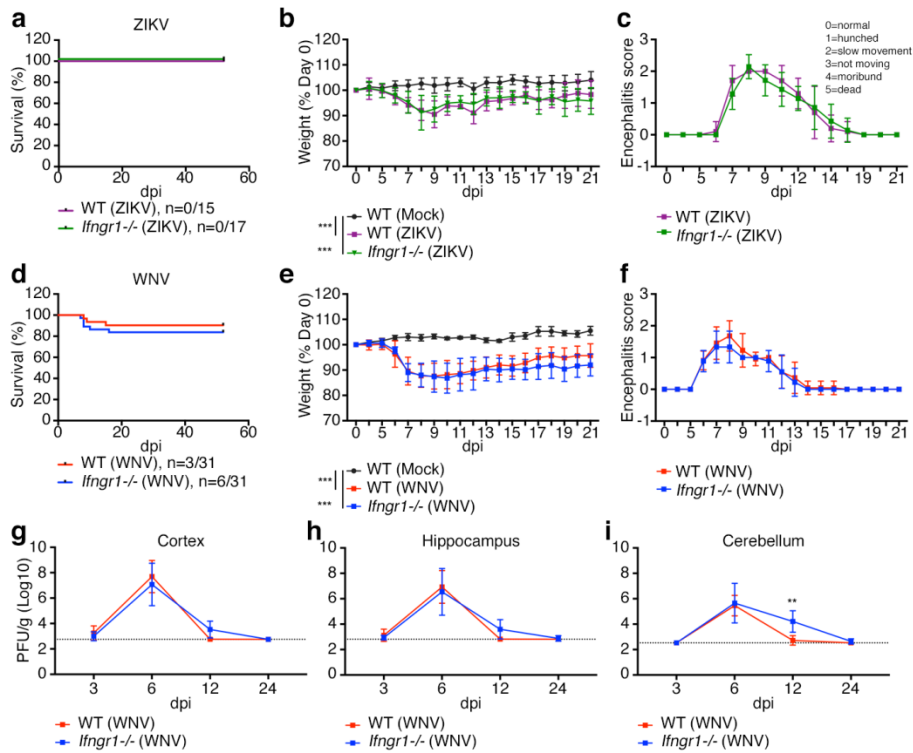 a
ZIKV
Survival (%)
120
100
80
60
40
20
0
0
20
40
60
dpi
WT (ZIKV), n=0/15
Ifngr1-/- (ZIKV), n=0/17
b
Weight (% Day 0)
120
110
100
90
80
70
0
3
5
7
9
11
13
15
17
19
21
dpi
***
***
WT (Mock)
WT (ZIKV)
Ifngr1-/- (ZIKV)
c
Encephalitis score
3
2
1
0
-1
0
5
7
9
12
14
16
21
dpi
0=normal
1=hunched
2=slow movement
3=not moving
4=moribund
5=dead
WT (ZIKV)
Ifngr1-/- (ZIKV)
d
WNV
Survival (%)
120
100
80
60
40
20
0
0
20
40
60
dpi
WT (WNV), n=3/31
Ifngr1-/- (WNV), n=6/31
e
Weight (% Day 0)
120
110
100
90
80
70
0
3
5
7
9
11
13
15
17
19
21
dpi
***
***
WT (Mock)
WT (WNV)
Ifngr1-/- (WNV)
f
Encephalitis score
3
2
1
0
-1
0
5
7
9
11
13
15
17
19
21
dpi
WT (WNV)
Ifngr1-/- (WNV)
g
Cortex
PFU/g (Log10)
10
8
6
4
2
0
3
6
12
24
dpi
WT (WNV)
Ifngr1-/- (WNV)
h
Hippocampus
10
8
6
4
2
0
3
6
12
24
dpi
WT (WNV)
Ifngr1-/- (WNV)
i
Cerebellum
10
8
6
4
2
0
**
3
6
12
24
dpi
WT (WNV)
Ifngr1-/- (WNV)